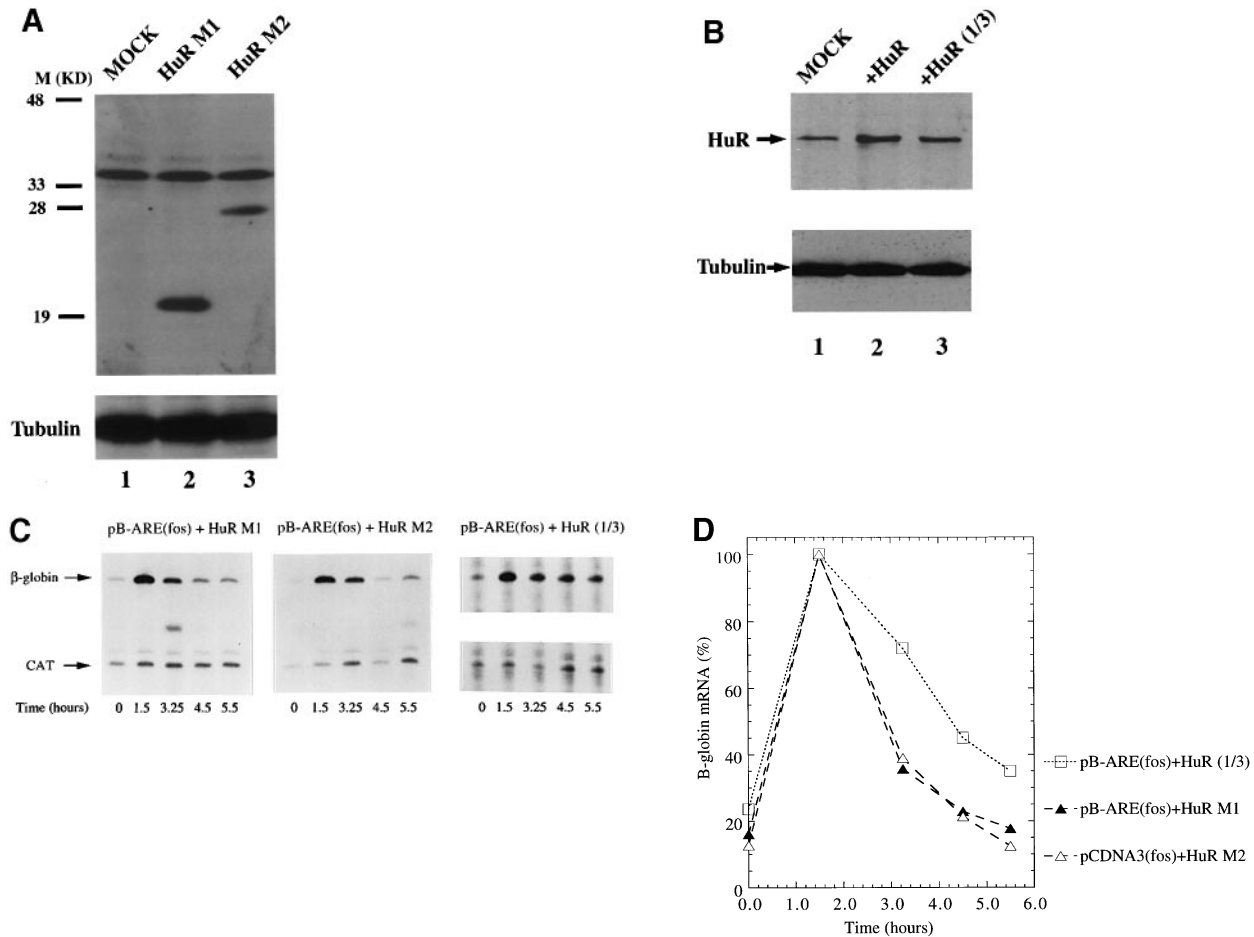 A
MOCK
HuR M1
HuR M2
M (KD)
48
33
28
19
Tubulin
1 2 3
B
MOCK
+HuR
+HuR (1/3)
HuR
Tubulin
1 2 3
C
pB-ARE(fos) + HuR M1 pB-ARE(fos) + HuR M2 pB-ARE(fos) + HuR (1/3)
β-globin
CAT
Time (hours) 0 1.5 3.25 4.5 5.5 0 1.5 3.25 4.5 5.5 0 1.5 3.25 4.5 5.5
D
B-globin mRNA (%)
100
80
60
40
20
0
0.0 1.0 2.0 3.0 4.0 5.0 6.0
Time (hours)
pB-ARE(fos)+HuR (1/3)
pB-ARE(fos)+HuR M1
pCDNA3(fos)+HuR M2